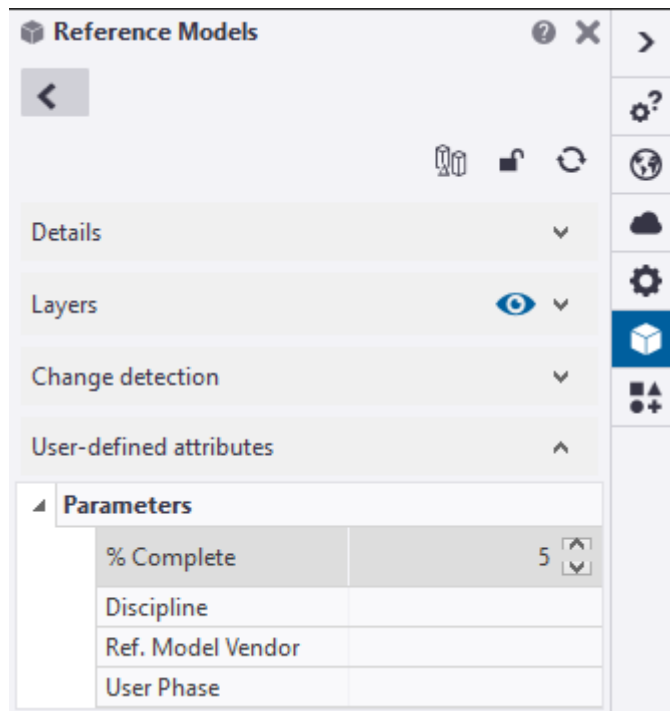 Reference Models
Details
Layers
Change detection
User-defined attributes
Parameters
% Complete 5
Discipline
Ref. Model Vendor
User Phase